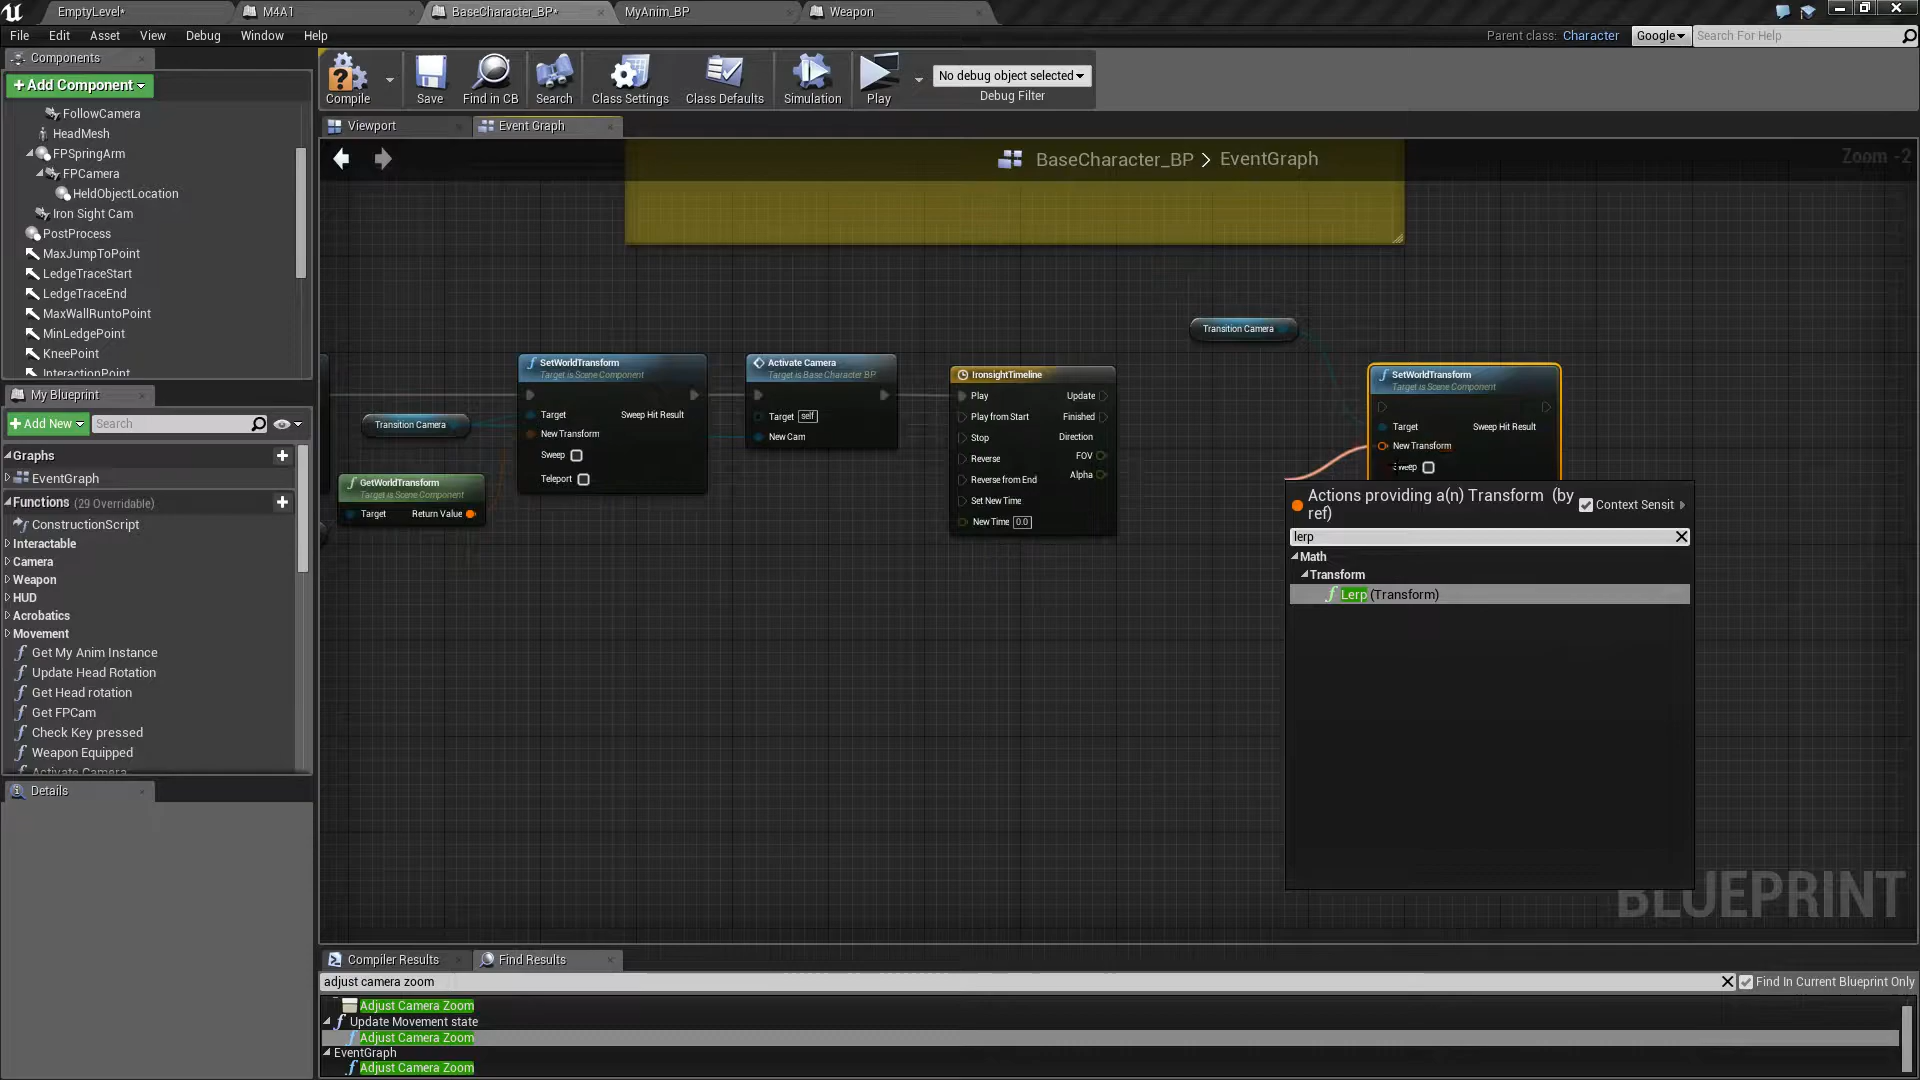 EmptyLevel*
M4A1
BaseCharacter_BP*
MyAnim_BP
Weapon
File Edit Asset View Debug Window Help
Parent class: Character
Google
Search For Help
Components
+Add Component
FollowCamera
HeadMesh
FPSpringArm
FPCamera
HeldObjectLocation
Iron Sight Cam
PostProcess
MaxJumpToPoint
LedgeTraceStart
LedgeTraceEnd
MaxWallRuntoPoint
MinLedgePoint
KneePoint
InteractionPoint
Compile
Save
Find in CB
Search
Class Settings
Class Defaults
Simulation
Play
No debug object selected
Debug Filter
Viewport
Event Graph
BaseCharacter_BP > EventGraph
Zoom -2
My Blueprint
+Add New
Search
Graphs
EventGraph
Functions (29 Overridable)
ConstructionScript
Interactable
Camera
Weapon
HUD
Acrobatics
Movement
Get My Anim Instance
Update Head Rotation
Get Head rotation
Get FPCam
Check Key pressed
Weapon Equipped
Activate Camera
Details
Transition Camera
GetWorldTransform
Target is Scene Component
Target Return Value
SetWorldTransform
Target is Scene Component
Target Sweep Hit Result
New Transform
Sweep
Teleport
Activate Camera
Target is Base Character BP
Target self
New Cam
IronsightTimeline
Play Update
Play from Start Finished
Stop Direction
Reverse FOV
Reverse from End Alpha
Set New Time
New Time 0.0
Transition Camera
SetWorldTransform
Target is Scene Component
Target Sweep Hit Result
New Transform
Sweep
Actions providing a(n) Transform (by
ref)
Context Sensit
lerp
Math
Transform
Lerp (Transform)
BLUEPRINT
Compiler Results
Find Results
adjust camera zoom
Find In Current Blueprint Only
Adjust Camera Zoom
Update Movement state
Adjust Camera Zoom
EventGraph
Adjust Camera Zoom